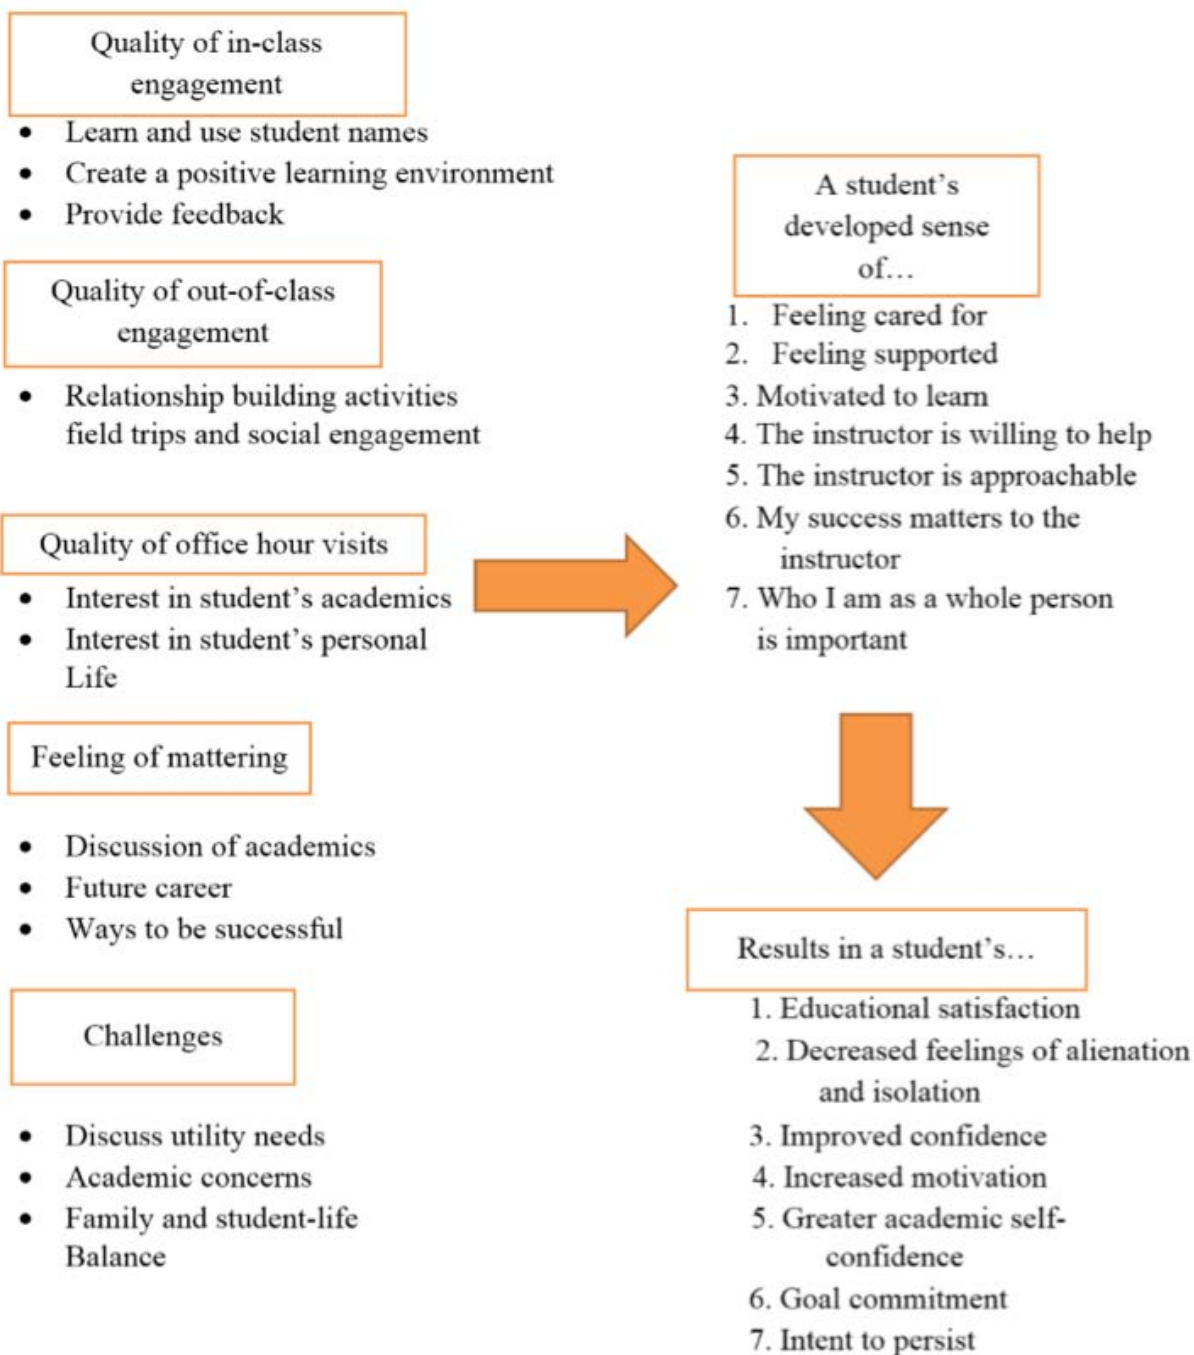 Quality of in-class
engagement
• Learn and use student names
• Create a positive learning environment
• Provide feedback
Quality of out-of-class
engagement
• Relationship building activities
field trips and social engagement
Quality of office hour visits
• Interest in student’s academics
• Interest in student’s personal
Life
Feeling of mattering
• Discussion of academics
• Future career
• Ways to be successful
Challenges
• Discuss utility needs
• Academic concerns
• Family and student-life
Balance
A student’s
developed sense
of…
1. Feeling cared for
2. Feeling supported
3. Motivated to learn
4. The instructor is willing to help
5. The instructor is approachable
6. My success matters to the
instructor
7. Who I am as a whole person
is important
Results in a student’s…
1. Educational satisfaction
2. Decreased feelings of alienation
and isolation
3. Improved confidence
4. Increased motivation
5. Greater academic self-
confidence
6. Goal commitment
7. Intent to persist